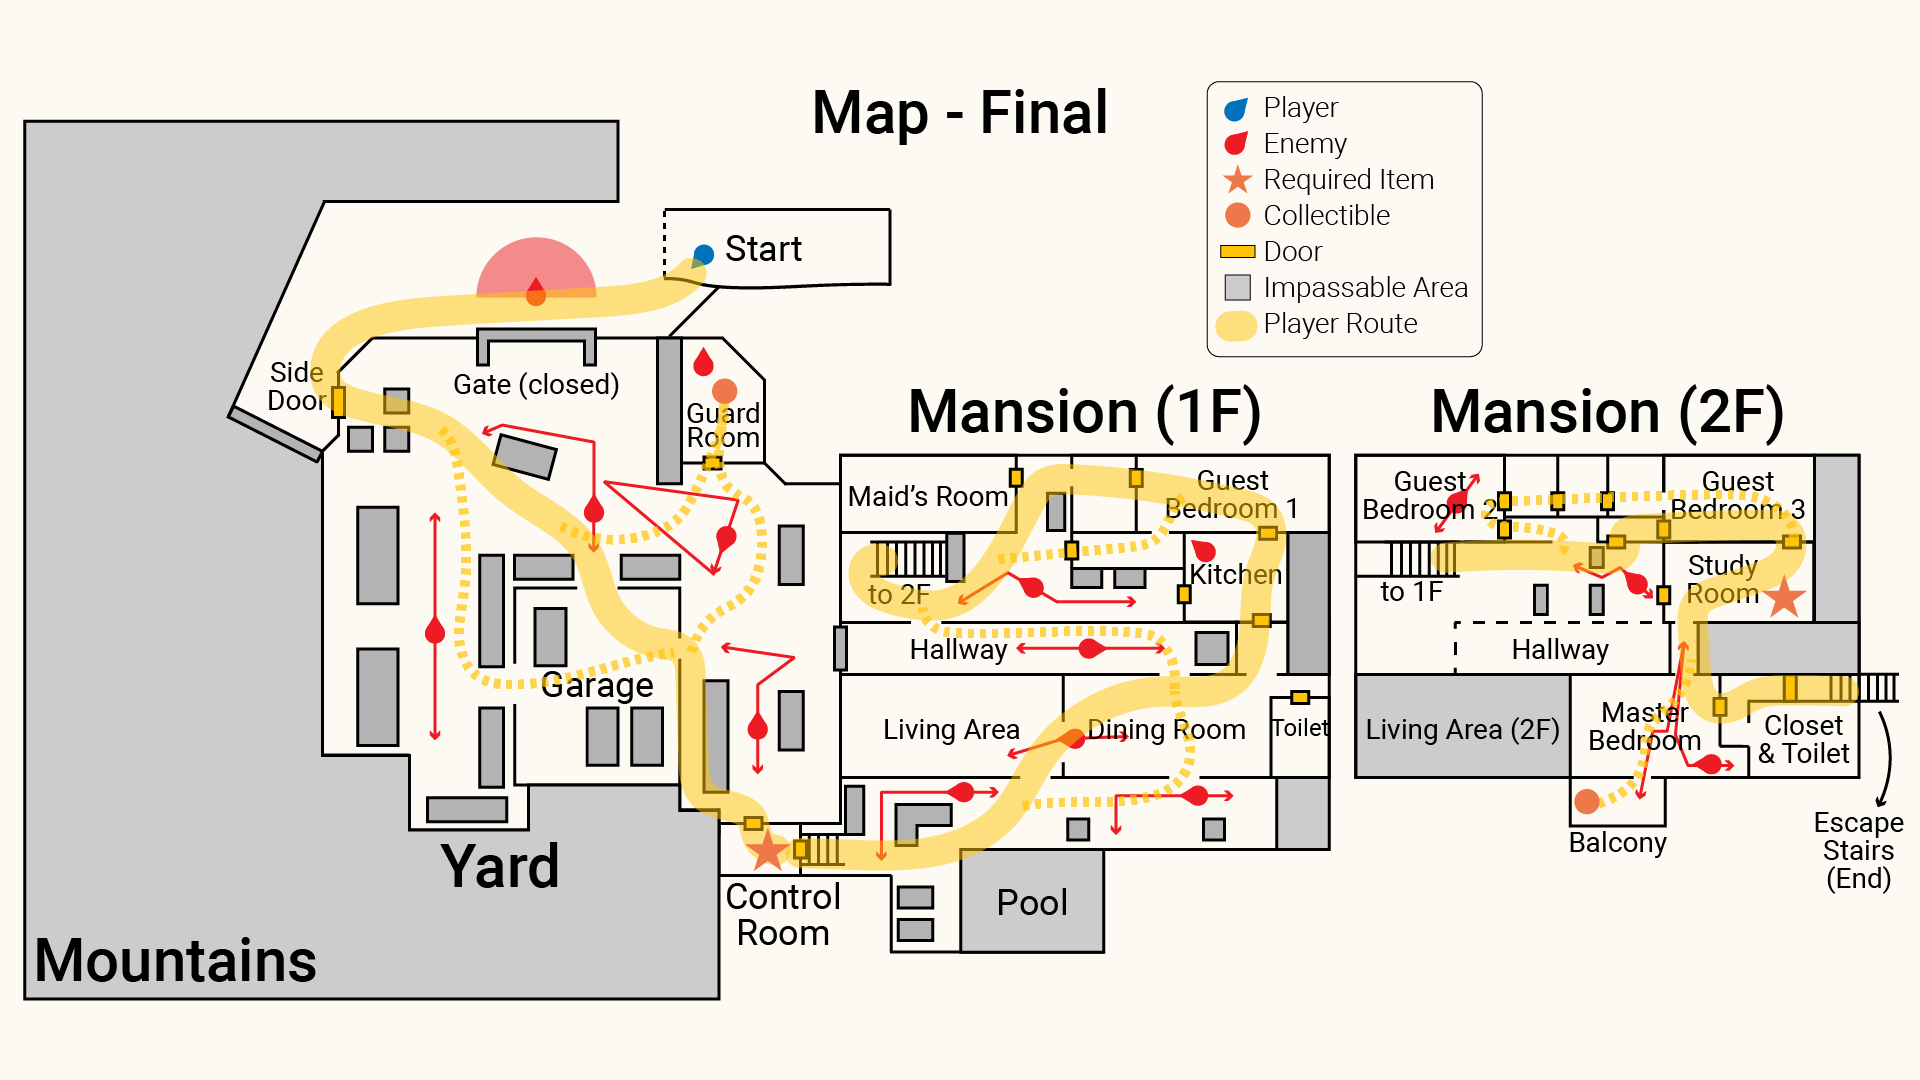 Map - Final
Player
Enemy
Required Item
Collectible
Door
Impassable Area
Player Route
Start
Side
Door
Gate (closed)
Guard
Room
Garage
Yard
Mountains
Control
Room
Mansion (1F)
Maid's Room
Guest
Bedroom 1
Kitchen
to 2F
Hallway
Living Area
Dining Room
Toilet
Pool
Mansion (2F)
Guest
Bedroom 2
Guest
Bedroom 3
Study
Room
to 1F
Hallway
Living Area (2F)
Master
Bedroom
Closet
& Toilet
Balcony
Escape
Stairs
(End)